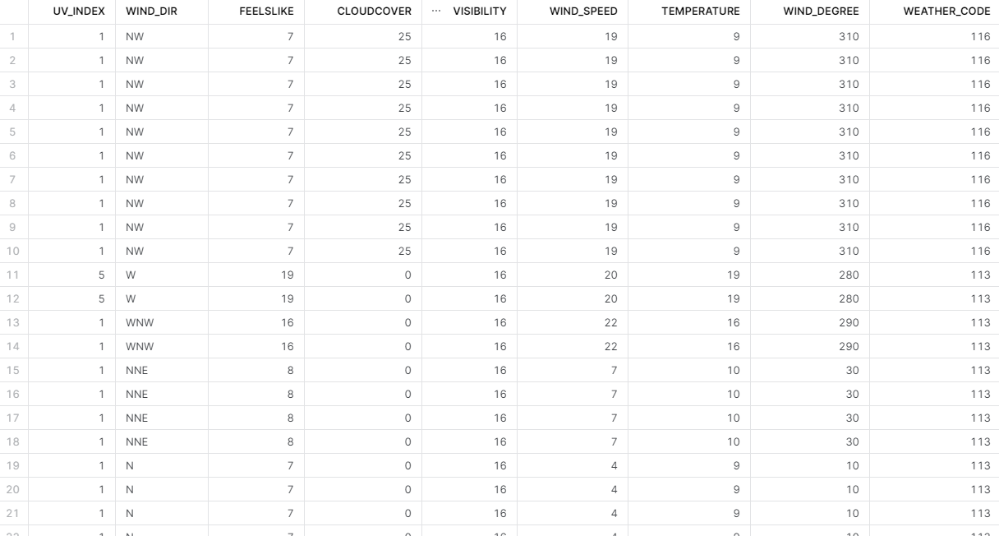 UV_INDEX WIND_DIR FEELSLIKE CLOUDCOVER ··· VISIBILITY WIND_SPEED TEMPERATURE WIND_DEGREE WEATHER_CODE
1 1 NW 7 25 16 19 9 310 116
2 1 NW 7 25 16 19 9 310 116
3 1 NW 7 25 16 19 9 310 116
4 1 NW 7 25 16 19 9 310 116
5 1 NW 7 25 16 19 9 310 116
6 1 NW 7 25 16 19 9 310 116
7 1 NW 7 25 16 19 9 310 116
8 1 NW 7 25 16 19 9 310 116
9 1 NW 7 25 16 19 9 310 116
10 1 NW 7 25 16 19 9 310 116
11 5 W 19 0 16 20 19 280 113
12 5 W 19 0 16 20 19 280 113
13 1 WNW 16 0 16 22 16 290 113
14 1 WNW 16 0 16 22 16 290 113
15 1 NNE 8 0 16 7 10 30 113
16 1 NNE 8 0 16 7 10 30 113
17 1 NNE 8 0 16 7 10 30 113
18 1 NNE 8 0 16 7 10 30 113
19 1 N 7 0 16 4 9 10 113
20 1 N 7 0 16 4 9 10 113
21 1 N 7 0 16 4 9 10 113